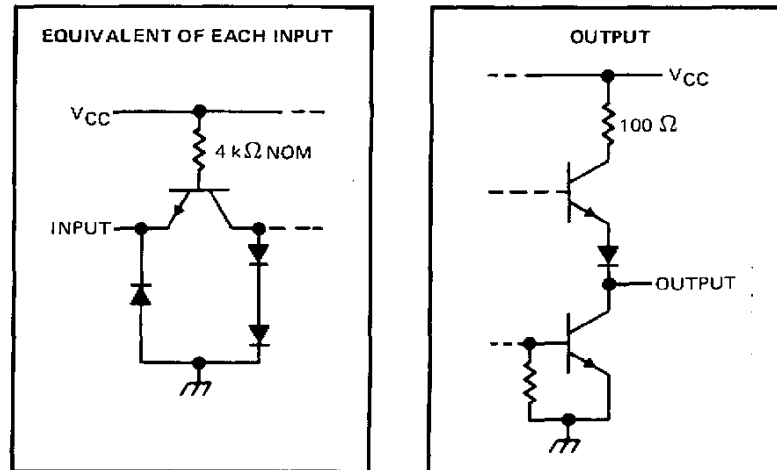 EQUIVALENT OF EACH INPUT
VCC
4 kΩ NOM
INPUT
OUTPUT
VCC
100 Ω
OUTPUT